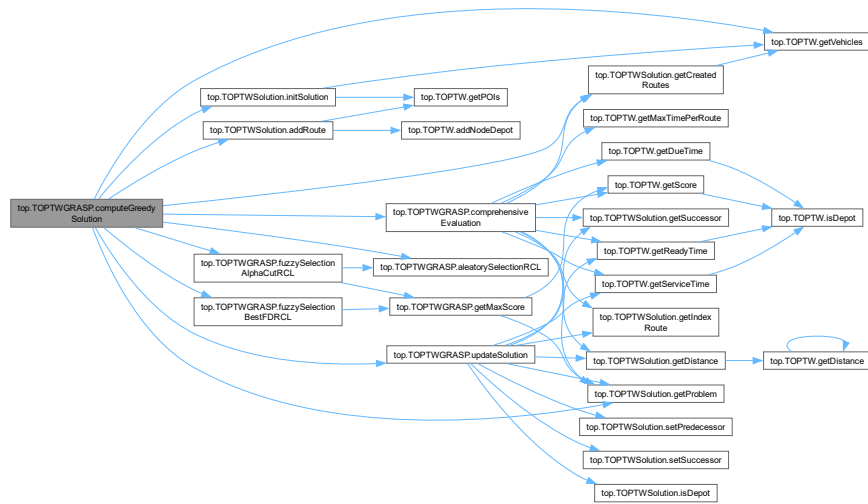 top.TOPTW.getVehicles
top.TOPTWSolution.getCreated
Routes
top.TOPTWSolution.initSolution
top.TOPTW.getPOIs
top.TOPTW.getMaxTimePerRoute
top.TOPTWSolution.addRoute
top.TOPTW.addNodeDepot
top.TOPTW.getDueTime
top.TOPTW.getScore
top.TOPTWGRASP.computeGreedy
Solution
top.TOPTWGRASP.comprehensive
Evaluation
top.TOPTWSolution.getSuccessor
top.TOPTW.isDepot
top.TOPTW.getReadyTime
top.TOPTWGRASP.fuzzySelection
AlphaCutRCL
top.TOPTWGRASP.aleatorySelectionRCL
top.TOPTW.getServiceTime
top.TOPTWGRASP.fuzzySelection
BestFDRCL
top.TOPTWGRASP.getMaxScore
top.TOPTWSolution.getIndex
Route
top.TOPTWGRASP.updateSolution
top.TOPTWSolution.getDistance
top.TOPTW.getDistance
top.TOPTWSolution.getProblem
top.TOPTWSolution.setPredecessor
top.TOPTWSolution.setSuccessor
top.TOPTWSolution.isDepot